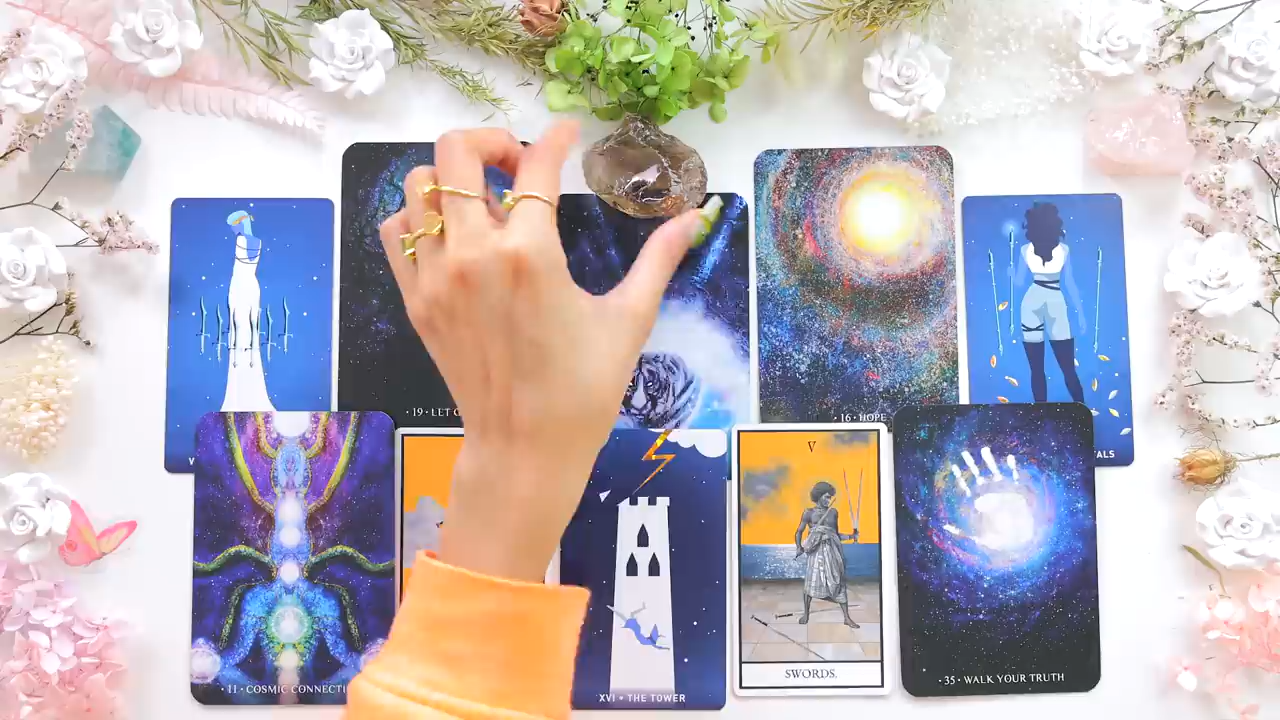 · 19 · LET
· 16 · HOPE
V
TALS
V
· 11 · COSMIC CONNECTI
XVI • THE TOWER
SWORDS.
· 35 · WALK YOUR TRUTH